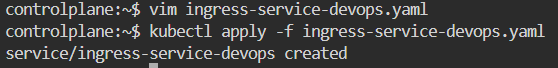 controlplane:~$ vim ingress-service-devops.yaml
controlplane:~$ kubectl apply -f ingress-service-devops.yaml
service/ingress-service-devops created